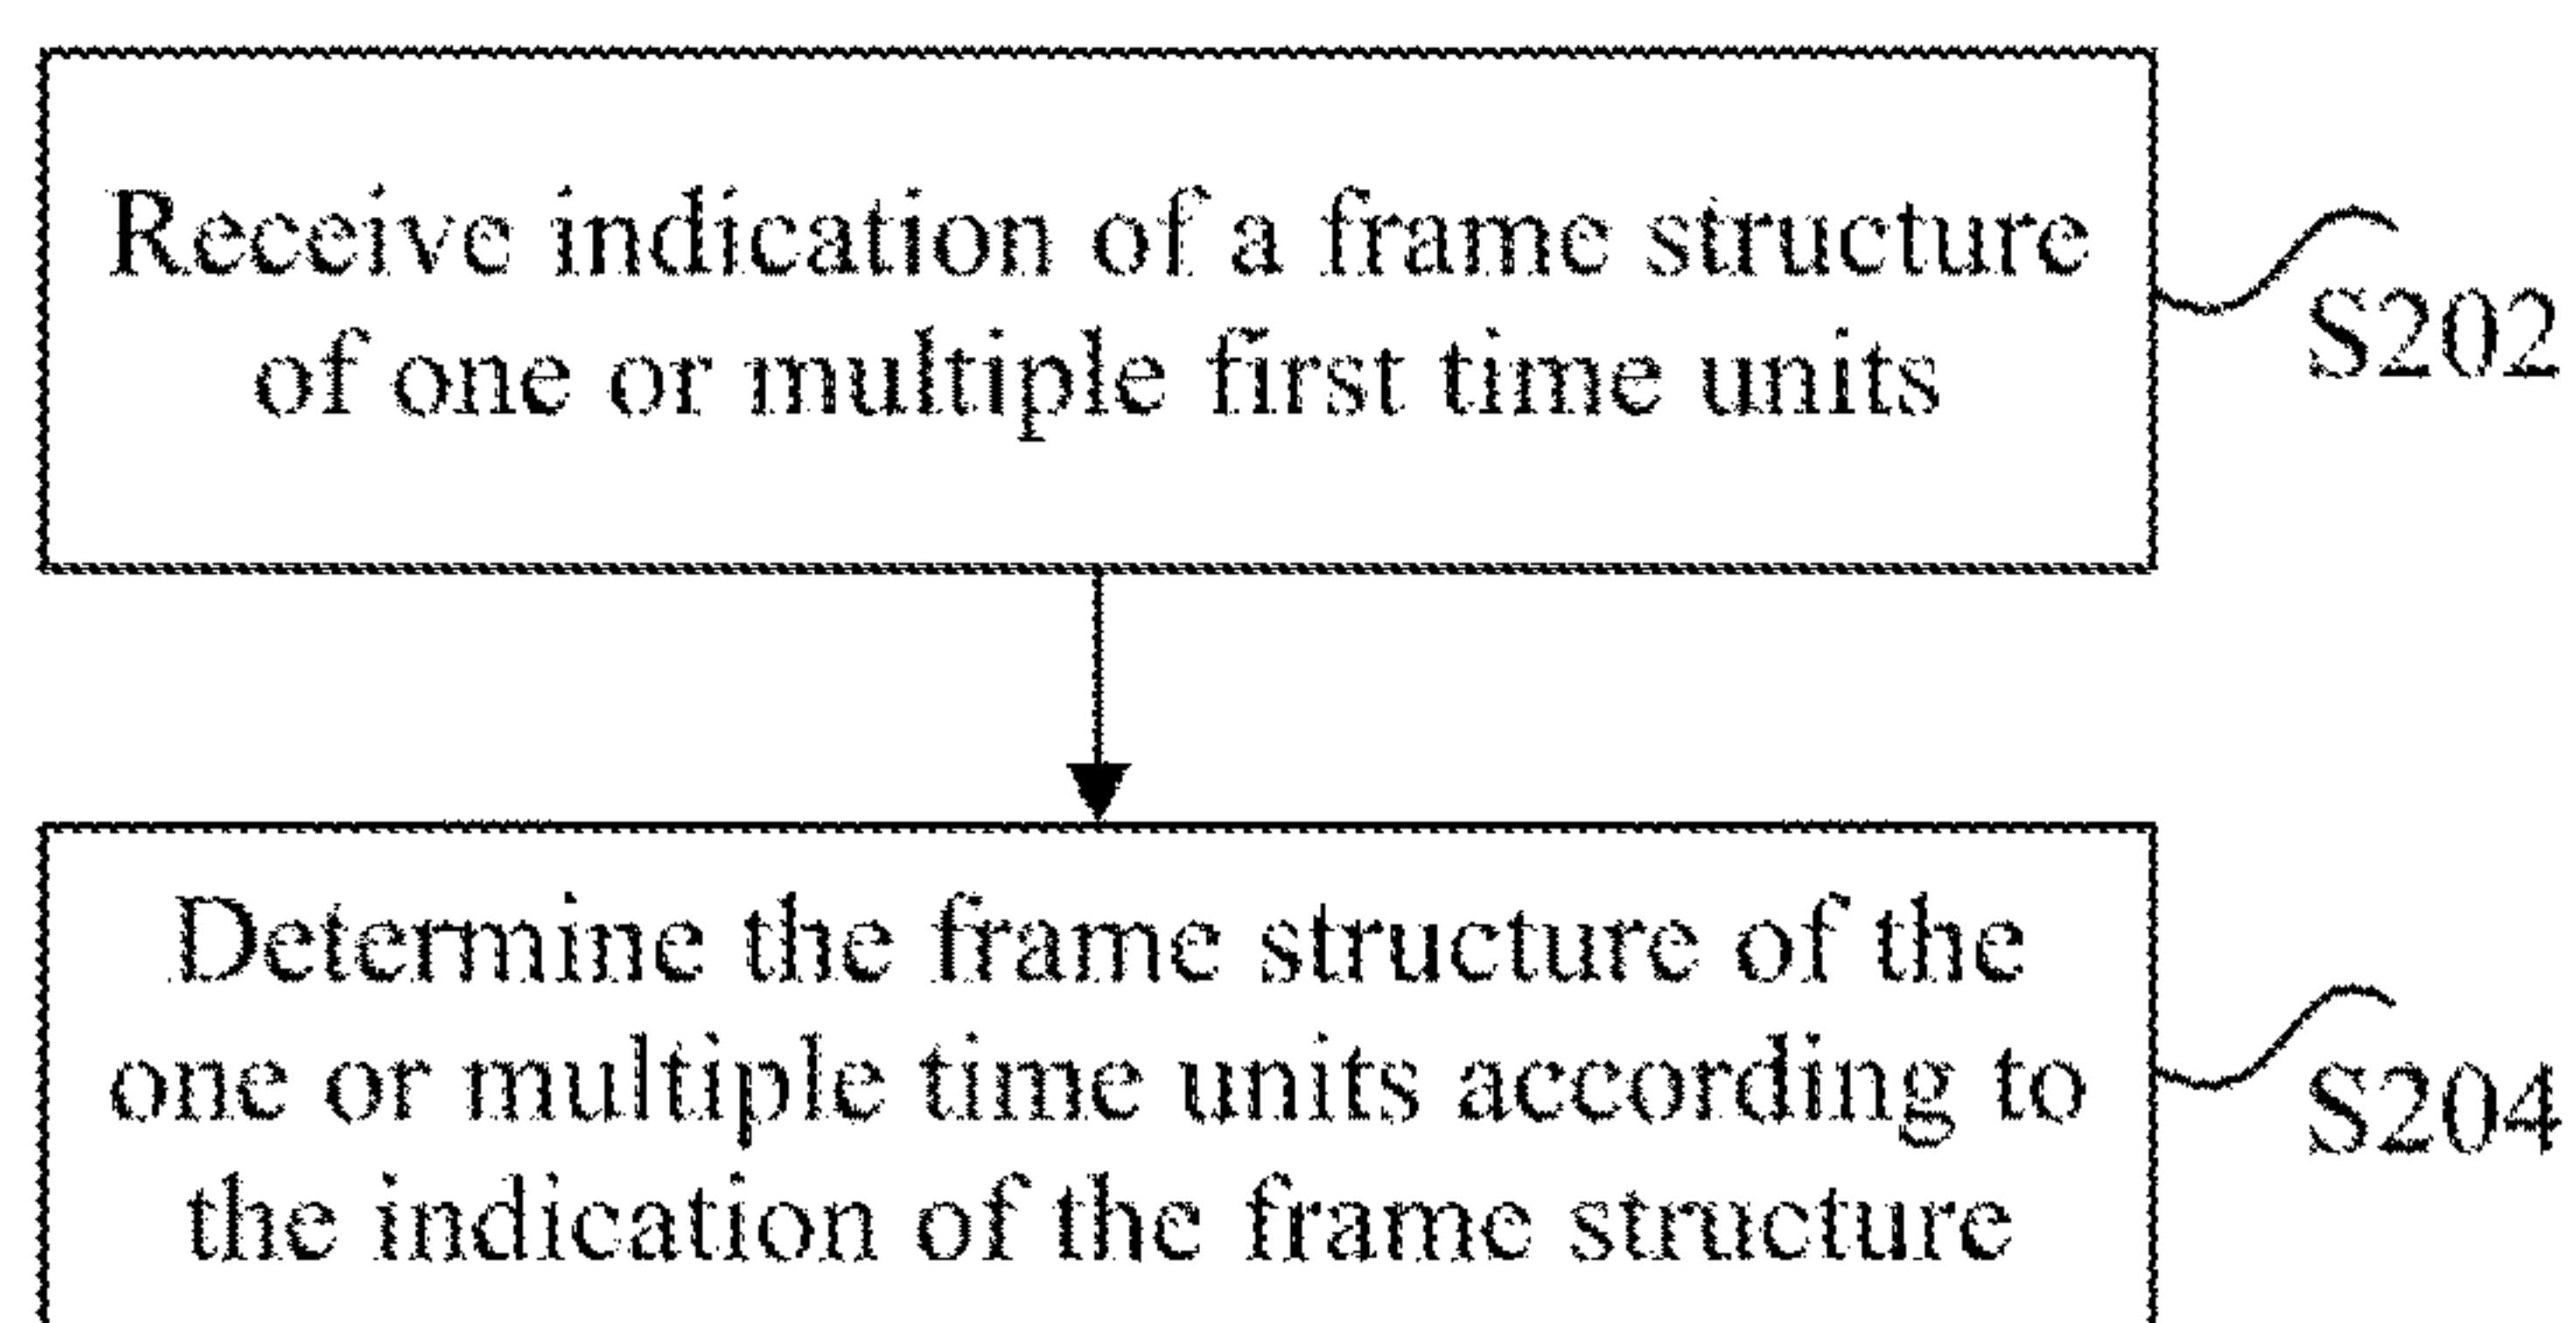 Receive indication of a frame structure
of one or multiple first time units
S202
Determine the frame structure of the
one or multiple time units according to
the indication of the frame structure
S204